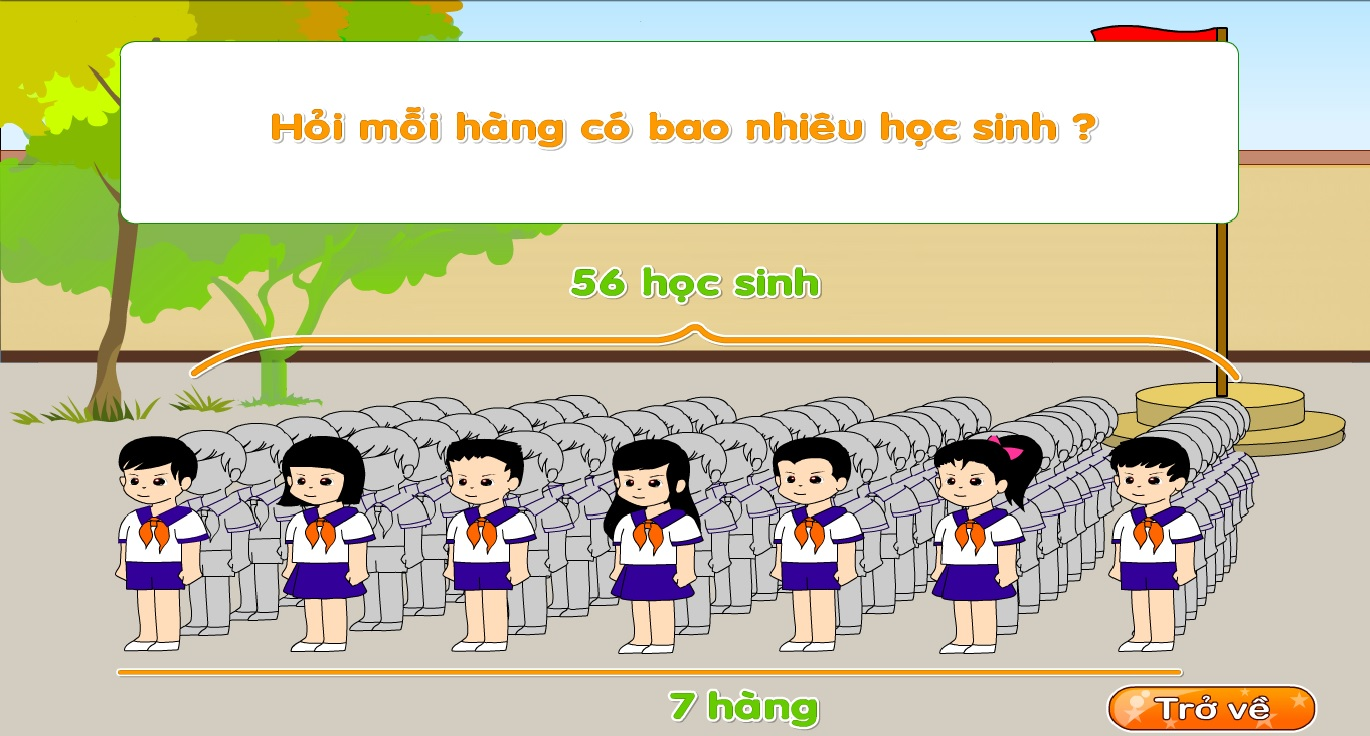 Hỏi mỗi hàng có bao nhiêu học sinh ?
56 học sinh
7 hàng
Trở về